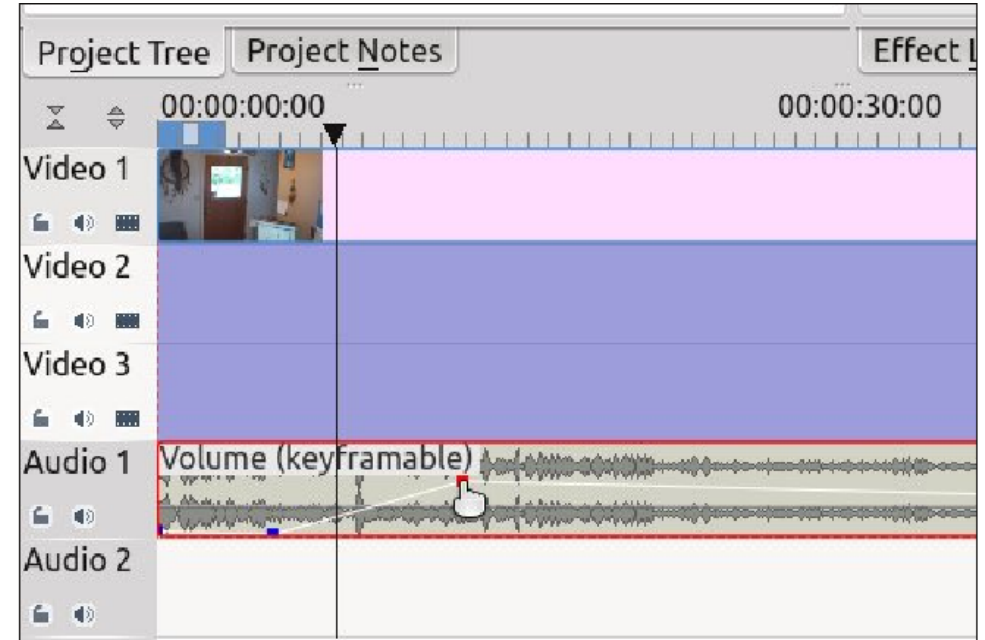 Project Tree
Project Notes
Effect
00:00:00:00
00:00:30:00
Video 1
Video 2
Video 3
Audio 1
Volume (keyframable)
Audio 2